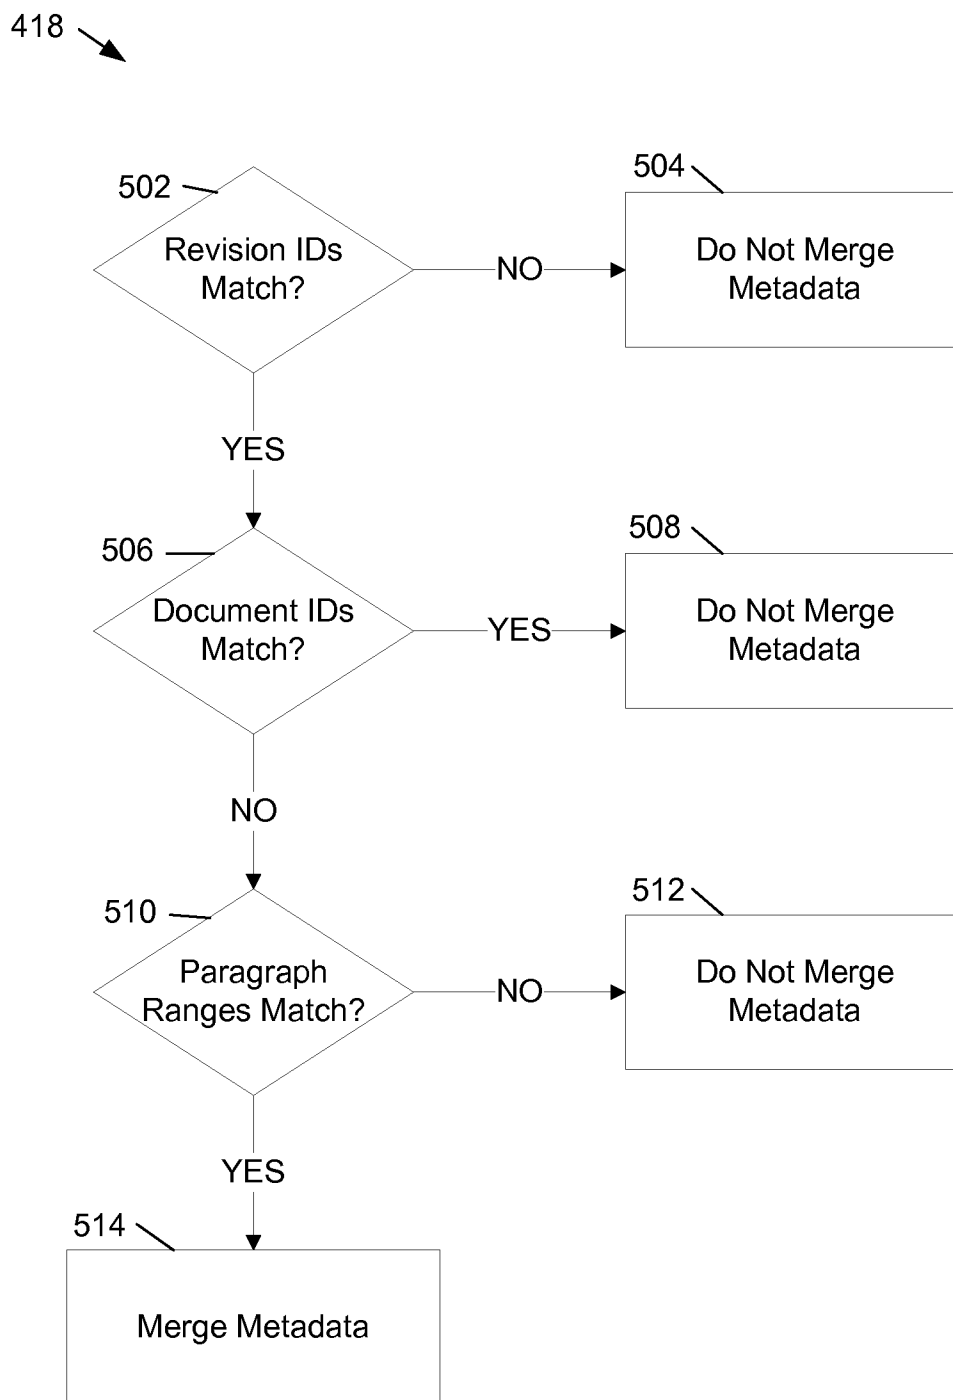 418
502
Revision IDs
Match?
NO
504
Do Not Merge
Metadata
YES
506
Document IDs
Match?
YES
508
Do Not Merge
Metadata
NO
510
Paragraph
Ranges Match?
NO
512
Do Not Merge
Metadata
YES
514
Merge Metadata